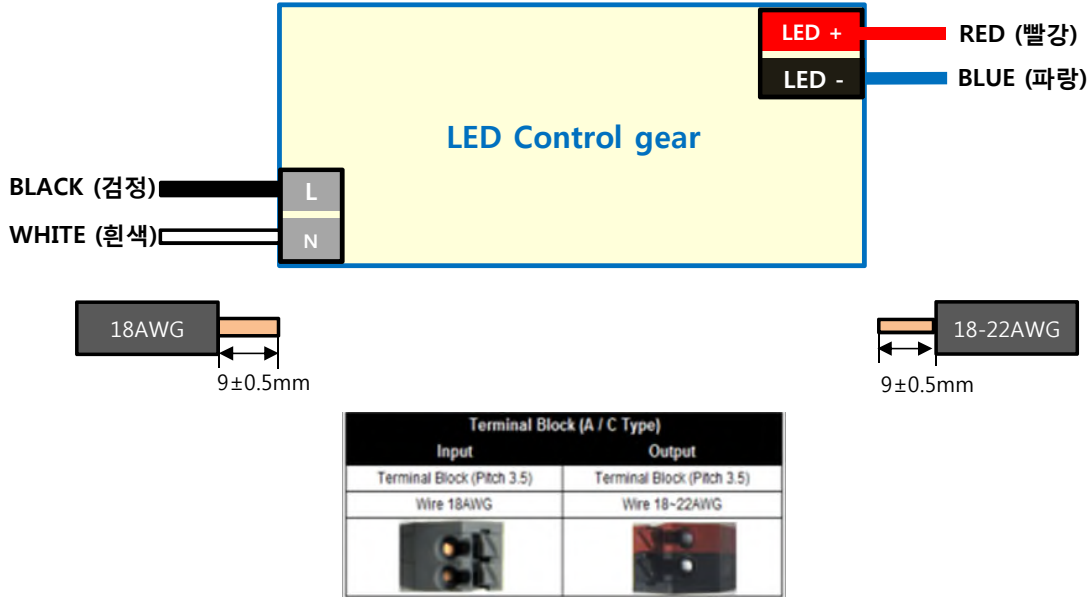 LED +
RED (빨강)
LED -
BLUE (파랑)
LED Control gear
BLACK (검정)
L
WHITE (흰색)
N
18AWG
18-22AWG
9±0.5mm
9±0.5mm
Terminal Block (A / C Type)
Input Output
Terminal Block (Pitch 3.5) Terminal Block (Pitch 3.5)
Wire 18AWG Wire 18~22AWG